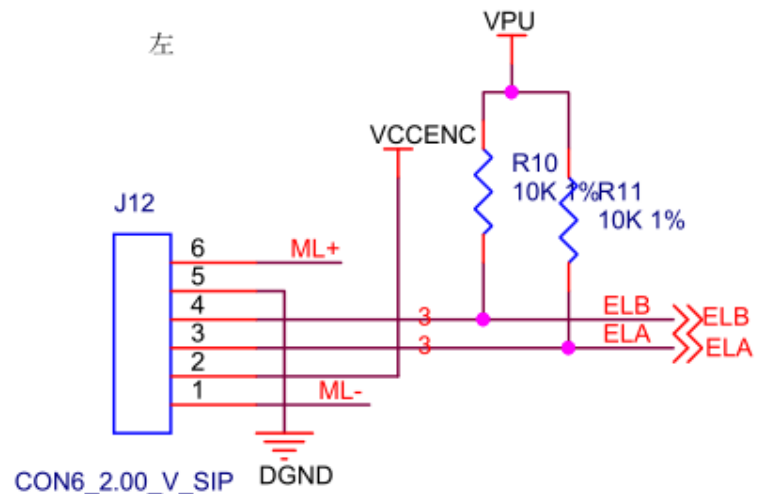 左
VPU
VCCENC
R10
10K 1%
R11
10K 1%
J12
6
ML+
5
4
3
ELB
ELB
3
3
ELA
ELA
2
1
ML-
CON6_2.00_V_SIP
DGND